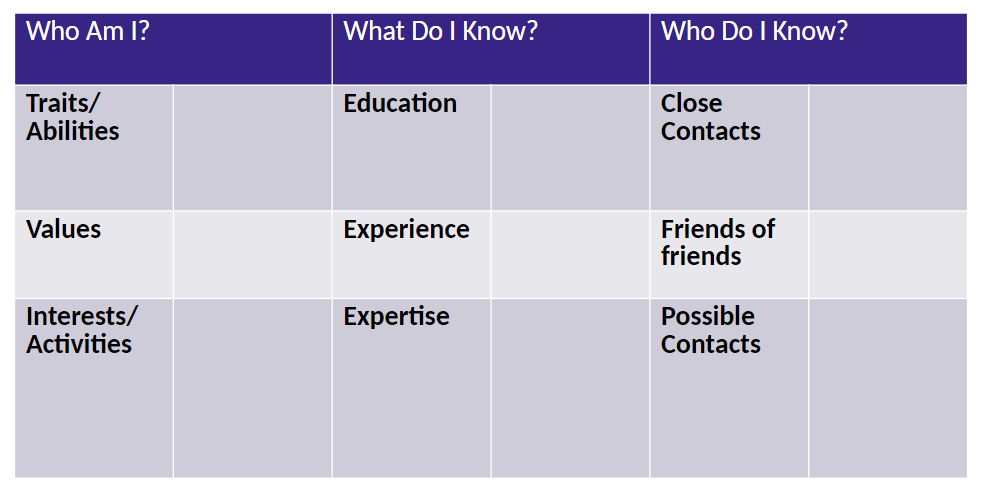 Who Am I?
What Do I Know?
Who Do I Know?
Traits/
Abilities
Education
Close
Contacts
Values
Experience
Friends of
friends
Interests/
Activities
Expertise
Possible
Contacts